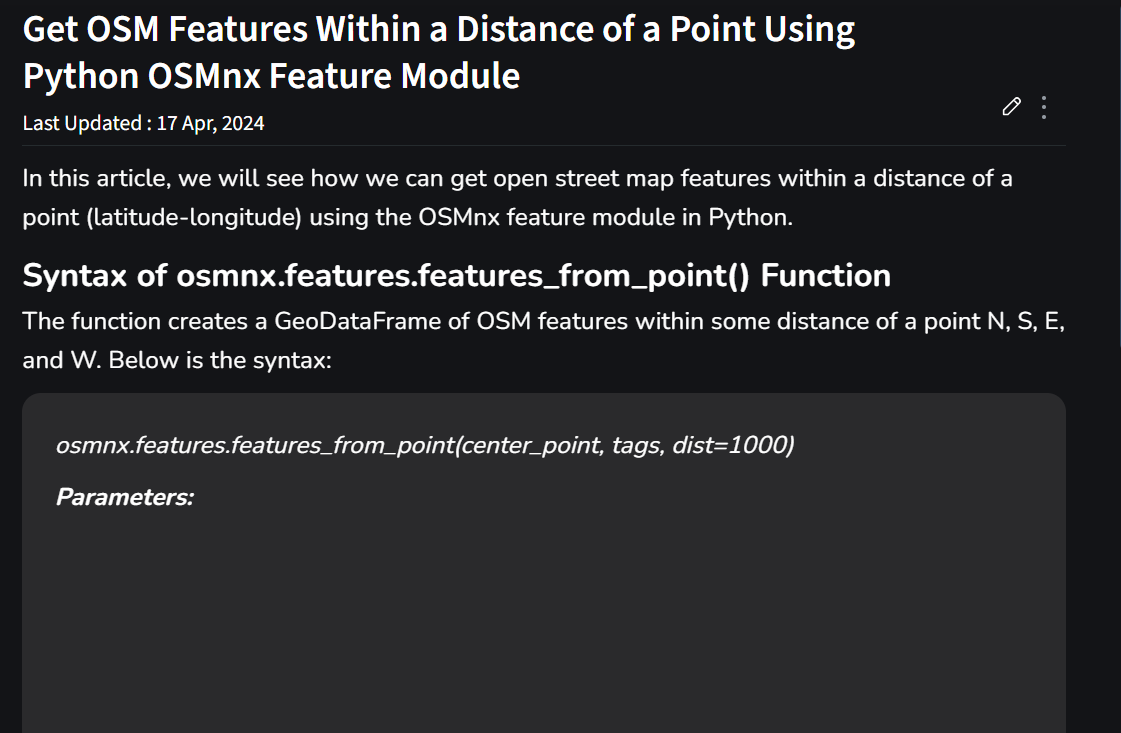 Get OSM Features Within a Distance of a Point Using
Python OSMnx Feature Module
Last Updated : 17 Apr, 2024
In this article, we will see how we can get open street map features within a distance of a
point (latitude-longitude) using the OSMnx feature module in Python.
Syntax of osmnx.features.features_from_point() Function
The function creates a GeoDataFrame of OSM features within some distance of a point N, S, E,
and W. Below is the syntax:
osmnx.features.features_from_point(center_point, tags, dist=1000)
Parameters: